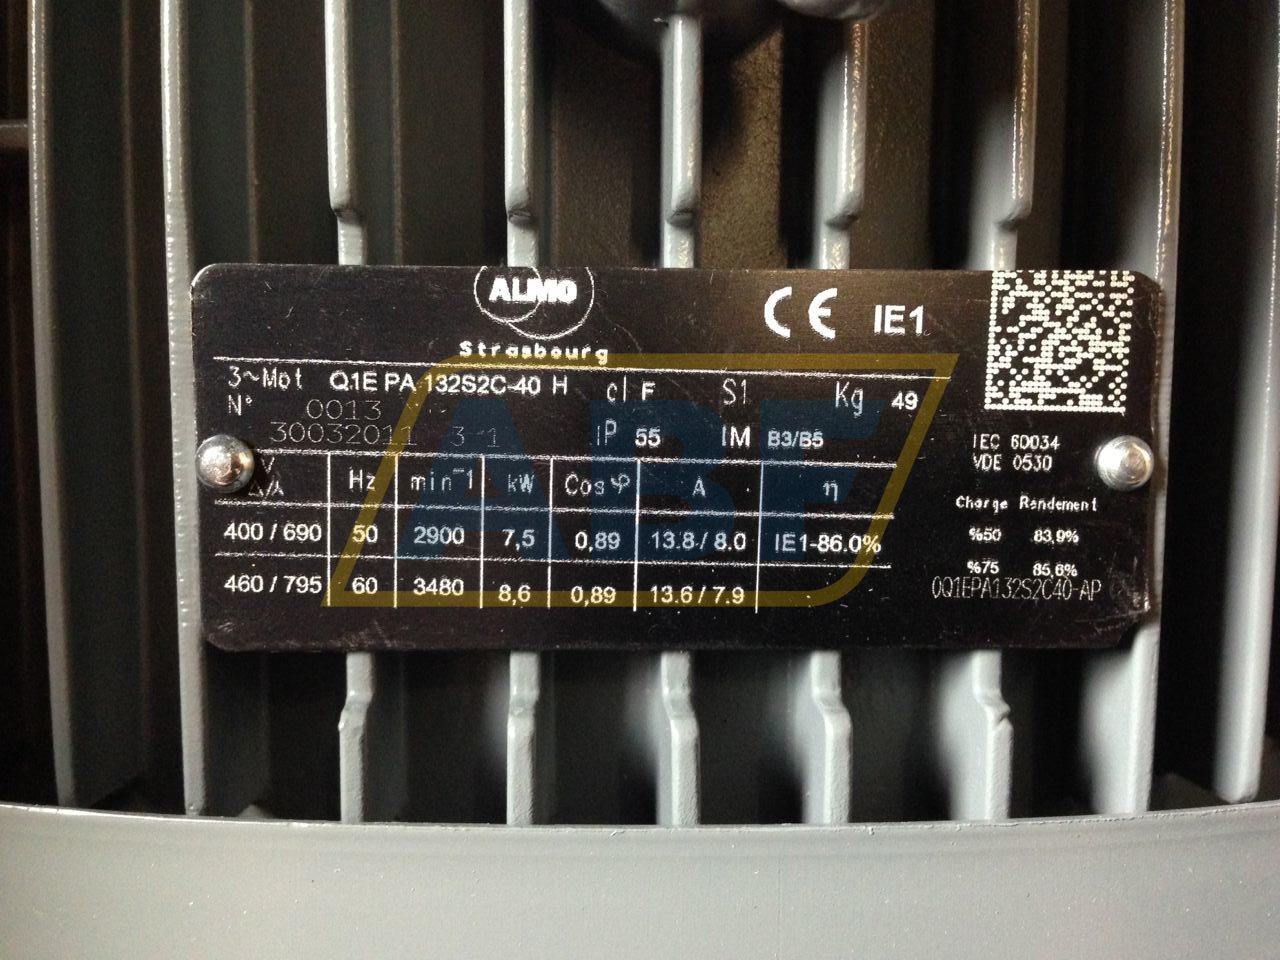 ALMO
Strasbourg
CE IE1
3~Mot Q1E PA 132S2C-40 H cl F S1 Kg 49
N° 0013
30032011 3-1 IP 55 IM B3/B5
IEC 60034
VDE 0530
V Δ/⅄ Hz min⁻¹ kW Cos φ A η
Charge Rendement
400 / 690 50 2900 7,5 0,89 13.8 / 8.0 IE1-86.0%
%50 83,9%
%75 85,6%
460 / 795 60 3480 8,6 0,89 13.6 / 7.9
0Q1EPA132S2C40-AP
ABF